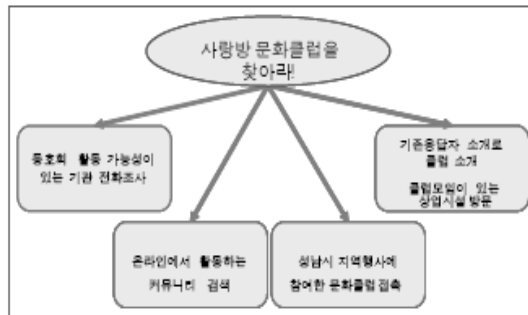 사랑방 문화클럽을
찾아라!
동호회 활동 가능성이
있는 기관 전화조사
기존응답자 소개로
클럽 소개
클럽모임이 있는
상업시설 방문
온라인에서 활동하는
커뮤니티 검색
성남시 지역행사에
참여한 문화클럽 접촉